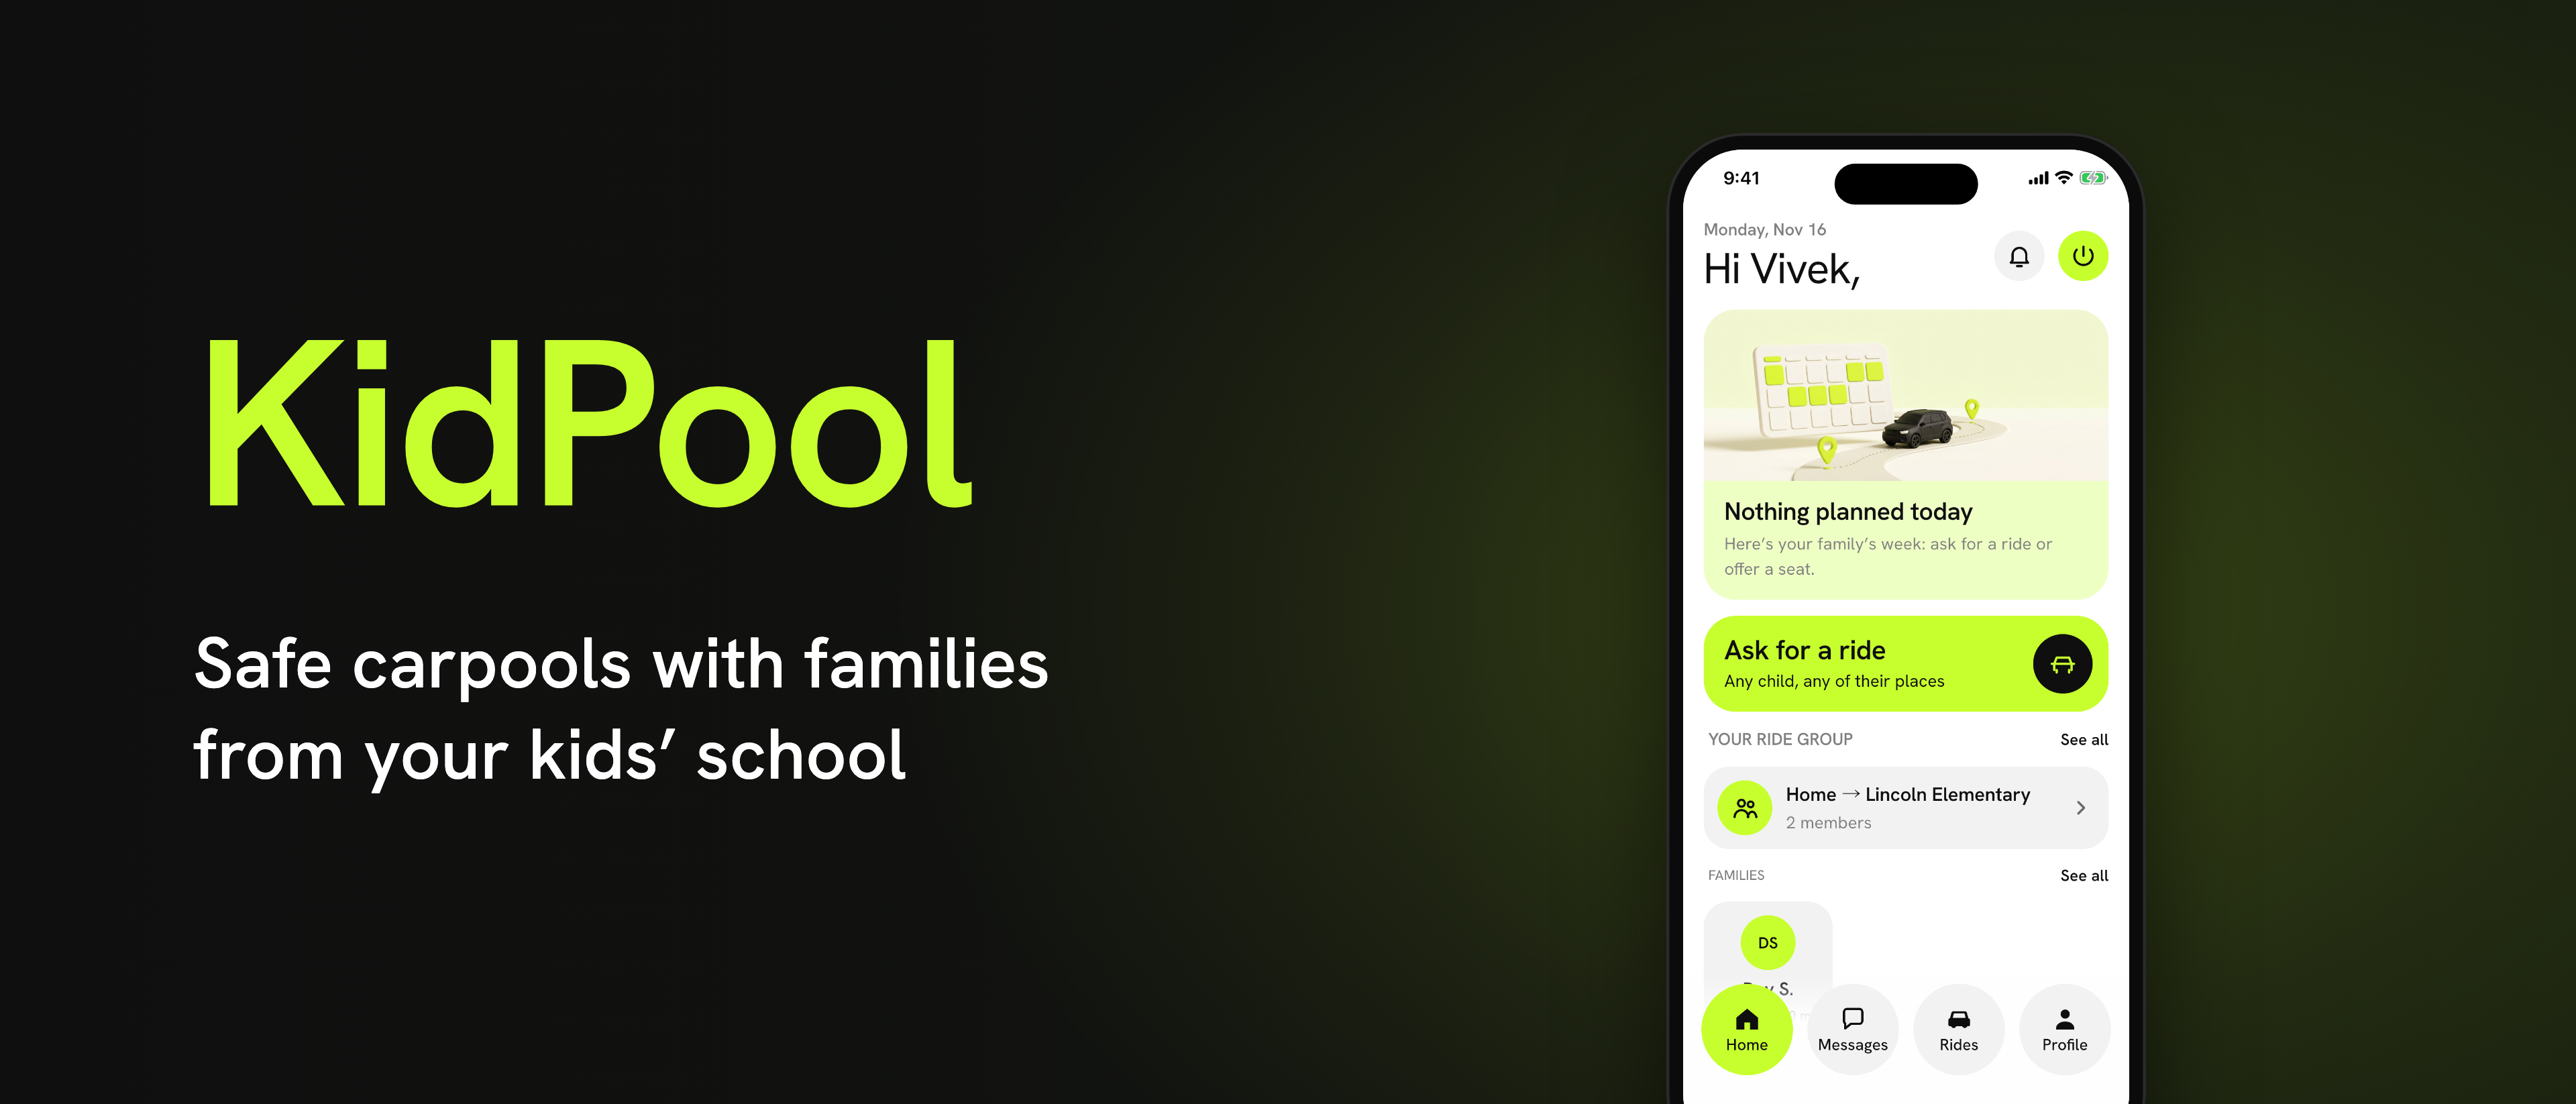 KidPool
Safe carpools with families
from your kids’ school
9:41
Monday, Nov 16
Hi Vivek,
Nothing planned today
Here’s your family’s week: ask for a ride or
offer a seat.
Ask for a ride
Any child, any of their places
YOUR RIDE GROUP
See all
Home → Lincoln Elementary
2 members
FAMILIES
See all
DS
S.
Home
Messages
Rides
Profile